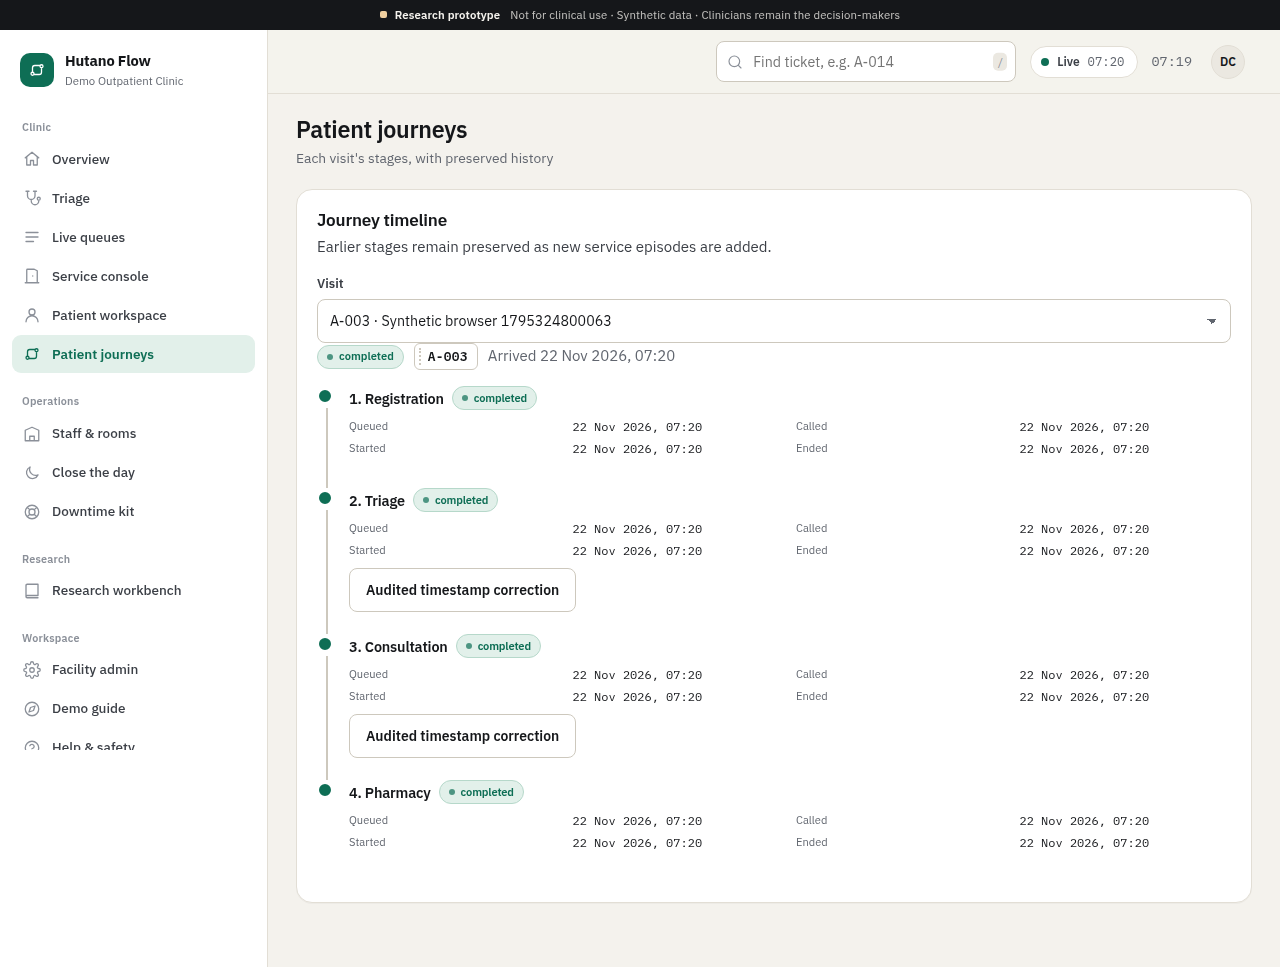 Research prototype Not for clinical use · Synthetic data · Clinicians remain the decision-makers
Hutano Flow
Demo Outpatient Clinic
Find ticket, e.g. A-014 /
Live 07:20
07:19
DC
Clinic
Overview
Triage
Live queues
Service console
Patient workspace
Patient journeys
Operations
Staff & rooms
Close the day
Downtime kit
Research
Research workbench
Workspace
Facility admin
Demo guide
Help & safety
Patient journeys
Each visit's stages, with preserved history
Journey timeline
Earlier stages remain preserved as new service episodes are added.
Visit
A-003 · Synthetic browser 1795324800063
completed A-003 Arrived 22 Nov 2026, 07:20
1. Registration completed
Queued 22 Nov 2026, 07:20 Called 22 Nov 2026, 07:20
Started 22 Nov 2026, 07:20 Ended 22 Nov 2026, 07:20
2. Triage completed
Queued 22 Nov 2026, 07:20 Called 22 Nov 2026, 07:20
Started 22 Nov 2026, 07:20 Ended 22 Nov 2026, 07:20
Audited timestamp correction
3. Consultation completed
Queued 22 Nov 2026, 07:20 Called 22 Nov 2026, 07:20
Started 22 Nov 2026, 07:20 Ended 22 Nov 2026, 07:20
Audited timestamp correction
4. Pharmacy completed
Queued 22 Nov 2026, 07:20 Called 22 Nov 2026, 07:20
Started 22 Nov 2026, 07:20 Ended 22 Nov 2026, 07:20